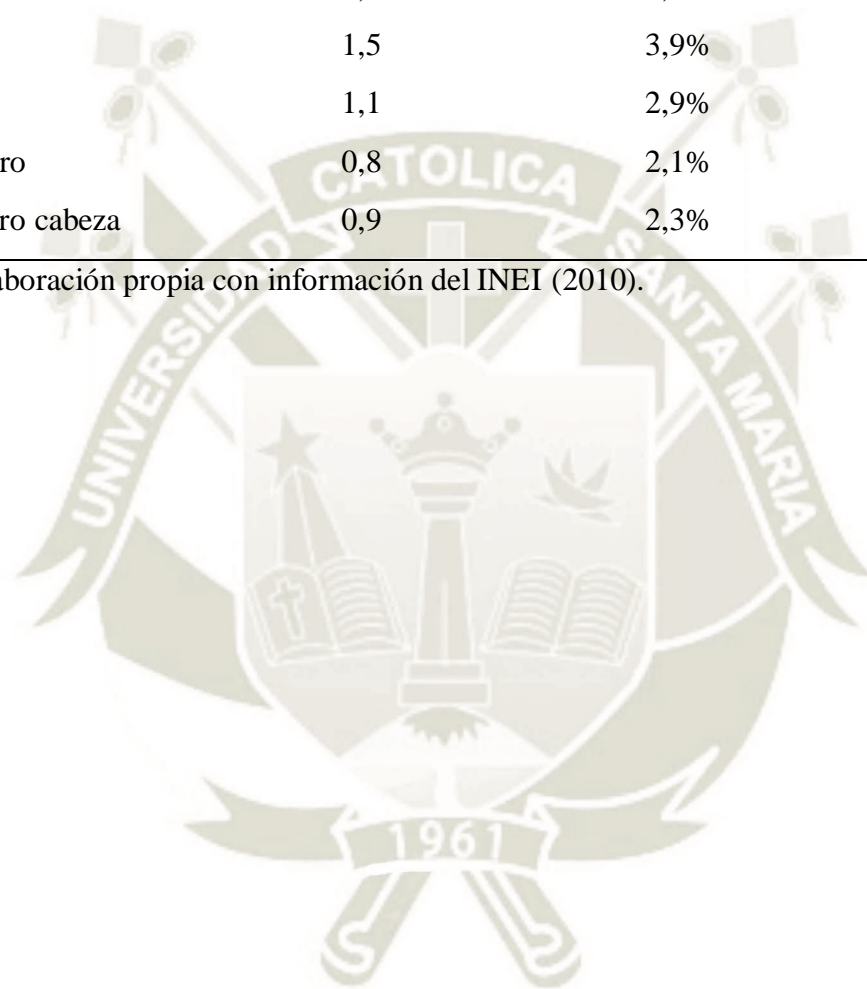 1,5 3,9%
1,1 2,9%
ro 0,8 2,1%
ro cabeza 0,9 2,3%
aboración propia con información del INEI (2010).
UNIVERSIDAD CATOLICA SANTA MARIA
1961